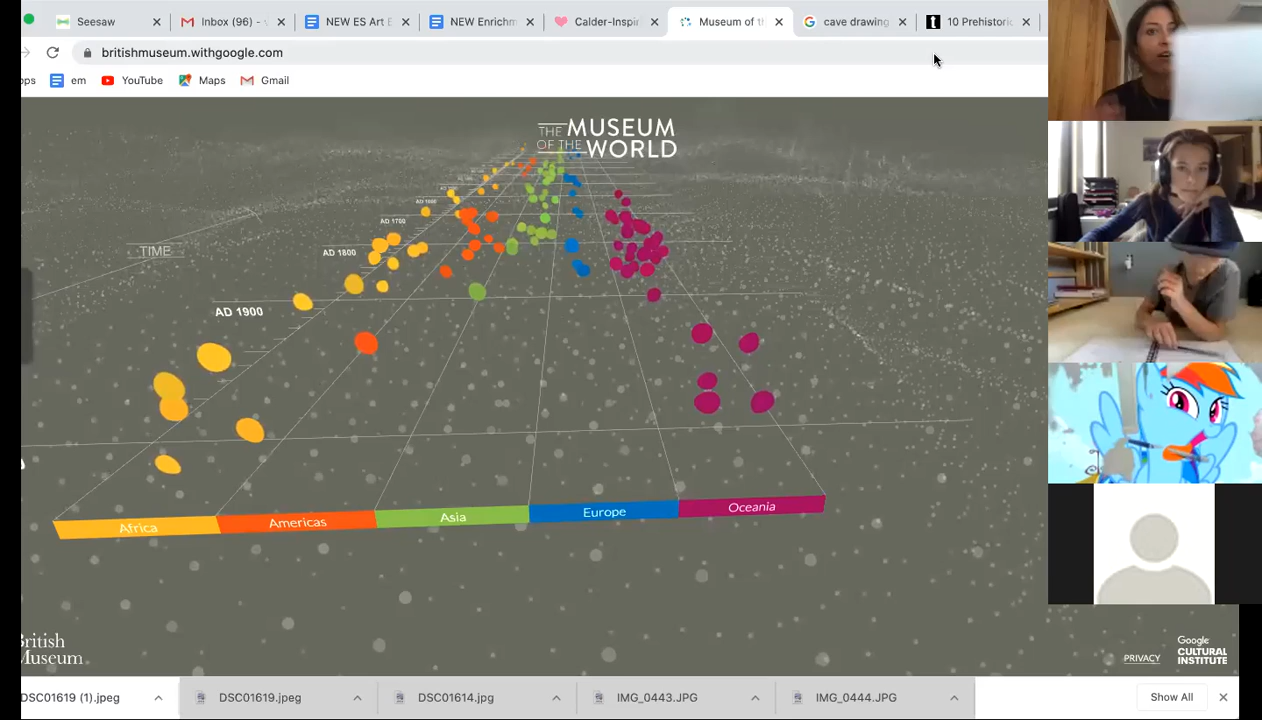 Seesaw
Inbox (96) -
NEW ES Art E
NEW Enrichm
Calder-Inspir
Museum of th
cave drawing
10 Prehistoric
britishmuseum.withgoogle.com
ops
em
YouTube
Maps
Gmail
THE MUSEUM
OF THE WORLD
TIME
AD 1700
AD 1800
AD 1900
Africa
Americas
Asia
Europe
Oceania
British
Museum
PRIVACY
Google
CULTURAL
INSTITUTE
DSC01619 (1).jpeg
DSC01619.jpeg
DSC01614.jpg
IMG_0443.JPG
IMG_0444.JPG
Show All